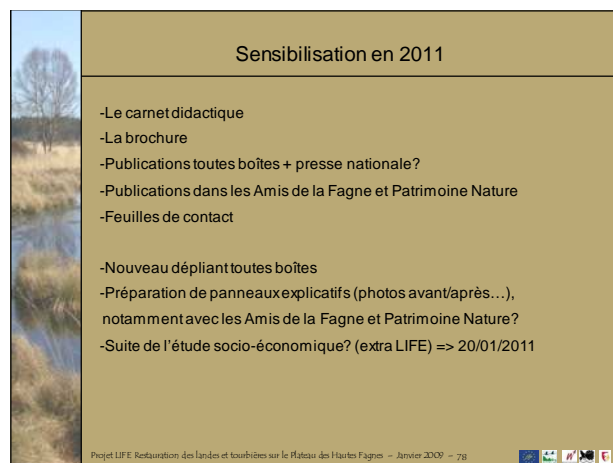 Sensibilisation en 2011
-Le carnet didactique
-La brochure
-Publications toutes boîtes + presse nationale?
-Publications dans les Amis de la Fagne et Patrimoine Nature
-Feuilles de contact
-Nouveau dépliant toutes boîtes
-Préparation de panneaux explicatifs (photos avant/après…),
notamment avec les Amis de la Fagne et Patrimoine Nature?
-Suite de l'étude socio-économique? (extra LIFE) => 20/01/2011
Projet LIFE Restauration des landes et tourbières sur le Plateau des Hautes Fagnes – Janvier 2009 – 78